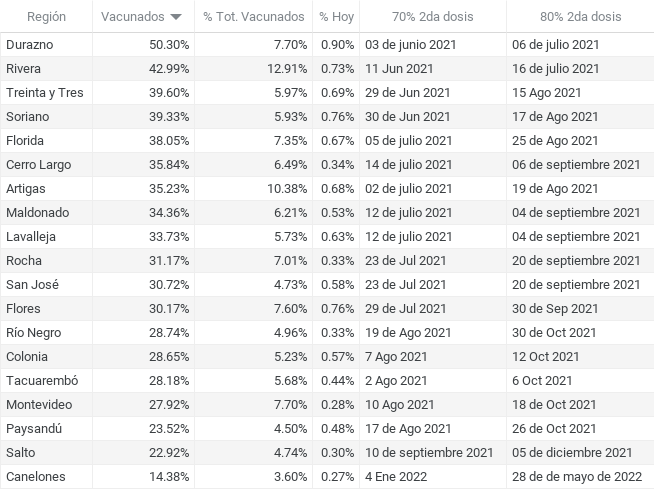 Región Vacunados % Tot. Vacunados % Hoy 70% 2da dosis 80% 2da dosis
Durazno 50.30% 7.70% 0.90% 03 de junio 2021 06 de julio 2021
Rivera 42.99% 12.91% 0.73% 11 Jun 2021 16 de julio 2021
Treinta y Tres 39.60% 5.97% 0.69% 29 de Jun 2021 15 Ago 2021
Soriano 39.33% 5.93% 0.76% 30 de Jun 2021 17 de Ago 2021
Florida 38.05% 7.35% 0.67% 05 de julio 2021 25 de Ago 2021
Cerro Largo 35.84% 6.49% 0.34% 14 de julio 2021 06 de septiembre 2021
Artigas 35.23% 10.38% 0.68% 02 de julio 2021 19 de Ago 2021
Maldonado 34.36% 6.21% 0.53% 12 de julio 2021 04 de septiembre 2021
Lavalleja 33.73% 5.73% 0.63% 12 de julio 2021 04 de septiembre 2021
Rocha 31.17% 7.01% 0.33% 23 de Jul 2021 20 de septiembre 2021
San José 30.72% 4.73% 0.58% 23 de Jul 2021 20 de septiembre 2021
Flores 30.17% 7.60% 0.76% 29 de Jul 2021 30 de Sep 2021
Río Negro 28.74% 4.96% 0.33% 19 de Ago 2021 30 de Oct 2021
Colonia 28.65% 5.23% 0.57% 7 Ago 2021 12 Oct 2021
Tacuarembó 28.18% 5.68% 0.44% 2 Ago 2021 6 Oct 2021
Montevideo 27.92% 7.70% 0.28% 10 Ago 2021 18 de Oct 2021
Paysandú 23.52% 4.50% 0.48% 17 de Ago 2021 26 de Oct 2021
Salto 22.92% 4.74% 0.30% 10 de septiembre 2021 05 de diciembre 2021
Canelones 14.38% 3.60% 0.27% 4 Ene 2022 28 de de mayo de 2022